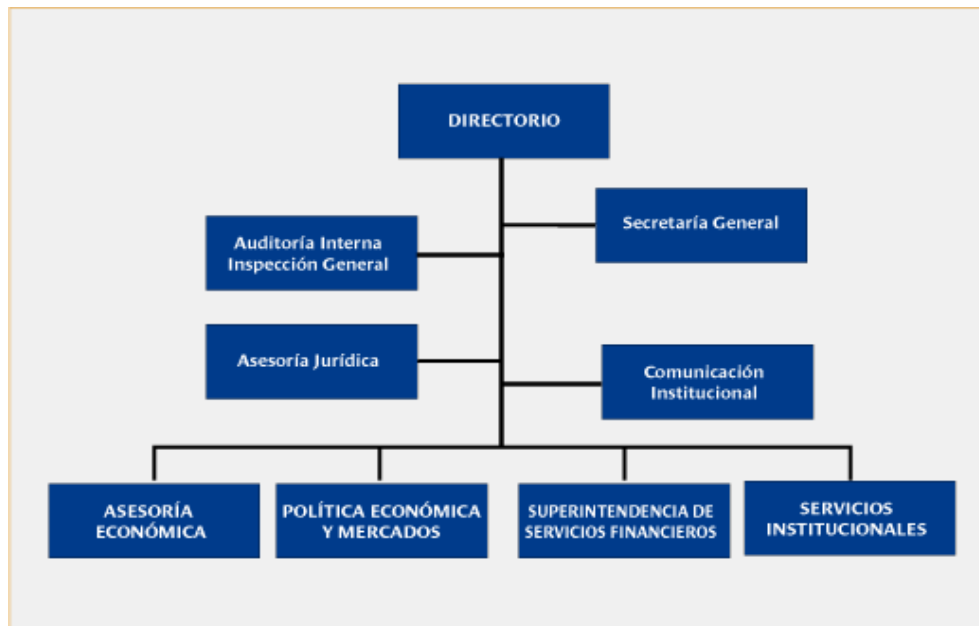 DIRECTORIO
Secretaría General
Auditoría Interna
Inspección General
Asesoría Jurídica
Comunicación
Institucional
ASESORÍA
ECONÓMICA
POLÍTICA ECONÓMICA
Y MERCADOS
SUPERINTENDENCIA DE
SERVICIOS FINANCIEROS
SERVICIOS
INSTITUCIONALES